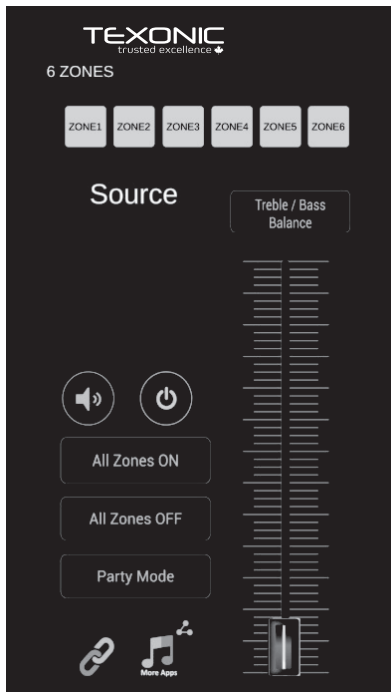 TEXONIC
trusted excellence
6 ZONES
ZONE1 ZONE2 ZONE3 ZONE4 ZONE5 ZONE6
Source
Treble / Bass
Balance
All Zones ON
All Zones OFF
Party Mode
More Apps